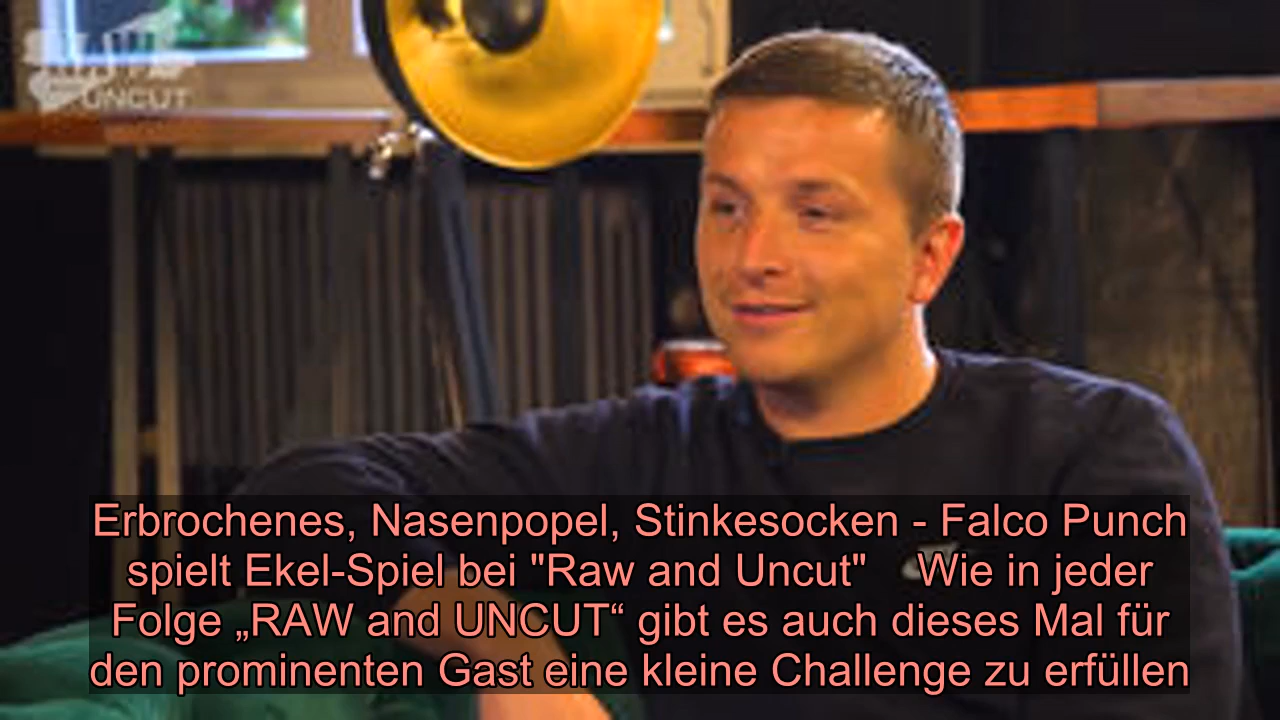 UNCUT
Erbrochenes, Nasenpopel, Stinkesocken - Falco Punch
spielt Ekel-Spiel bei "Raw and Uncut" Wie in jeder
Folge „RAW and UNCUT“ gibt es auch dieses Mal für
den prominenten Gast eine kleine Challenge zu erfüllen